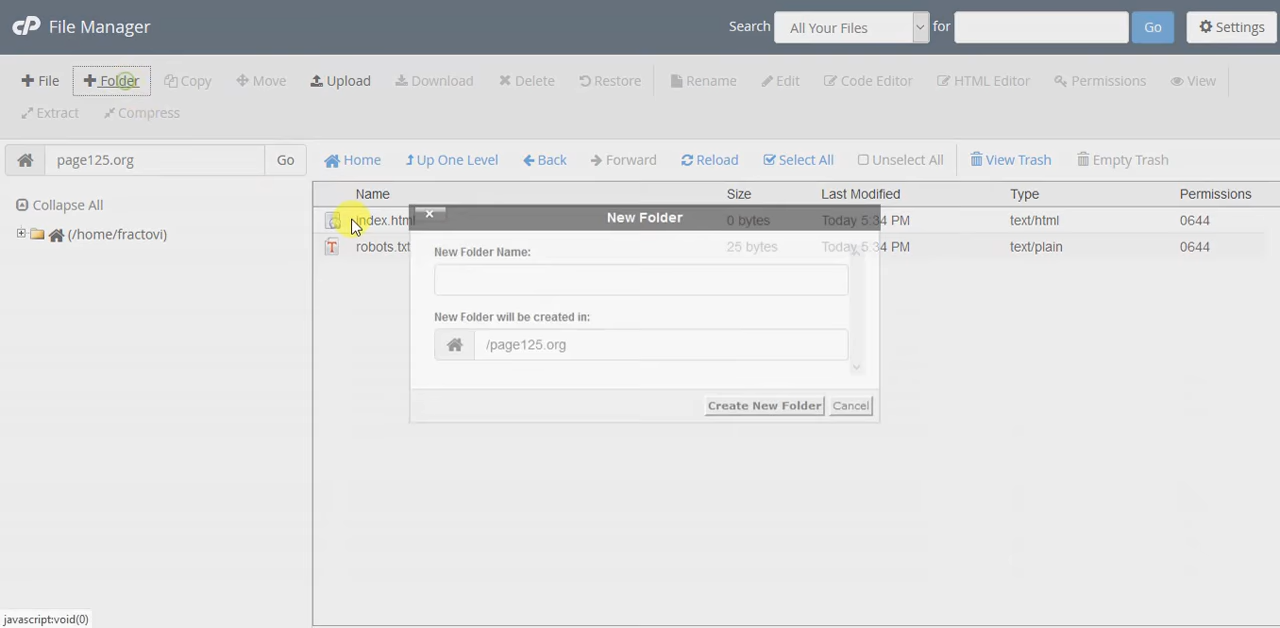 cP File Manager Search All Your Files for Go Settings
File Folder Copy Move Upload Download Delete Restore Rename Edit Code Editor HTML Editor Permissions View
Extract Compress
page125.org Go Home Up One Level Back Forward Reload Select All Unselect All View Trash Empty Trash
Collapse All
(/home/fractovi)
Name Size Last Modified Type Permissions
index.html 0 bytes Today 5:34 PM text/html 0644
robots.txt 25 bytes Today 5:34 PM text/plain 0644
New Folder
New Folder Name:
New Folder will be created in:
/page125.org
Create New Folder Cancel
javascript:void(0)